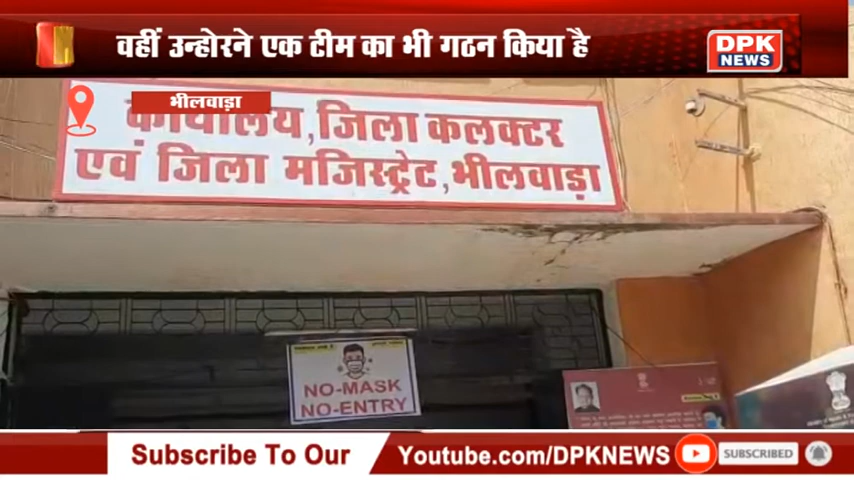 वहीं उन्होरने एक टीम का भी गठन किया है
DPK
NEWS
भीलवाड़ा
कार्यालय,जिला कलक्टर
एवं जिला मजिस्ट्रेट,भीलवाड़ा
NO-MASK
NO-ENTRY
Subscribe To Our
Youtube.com/DPKNEWS
SUBSCRIBED